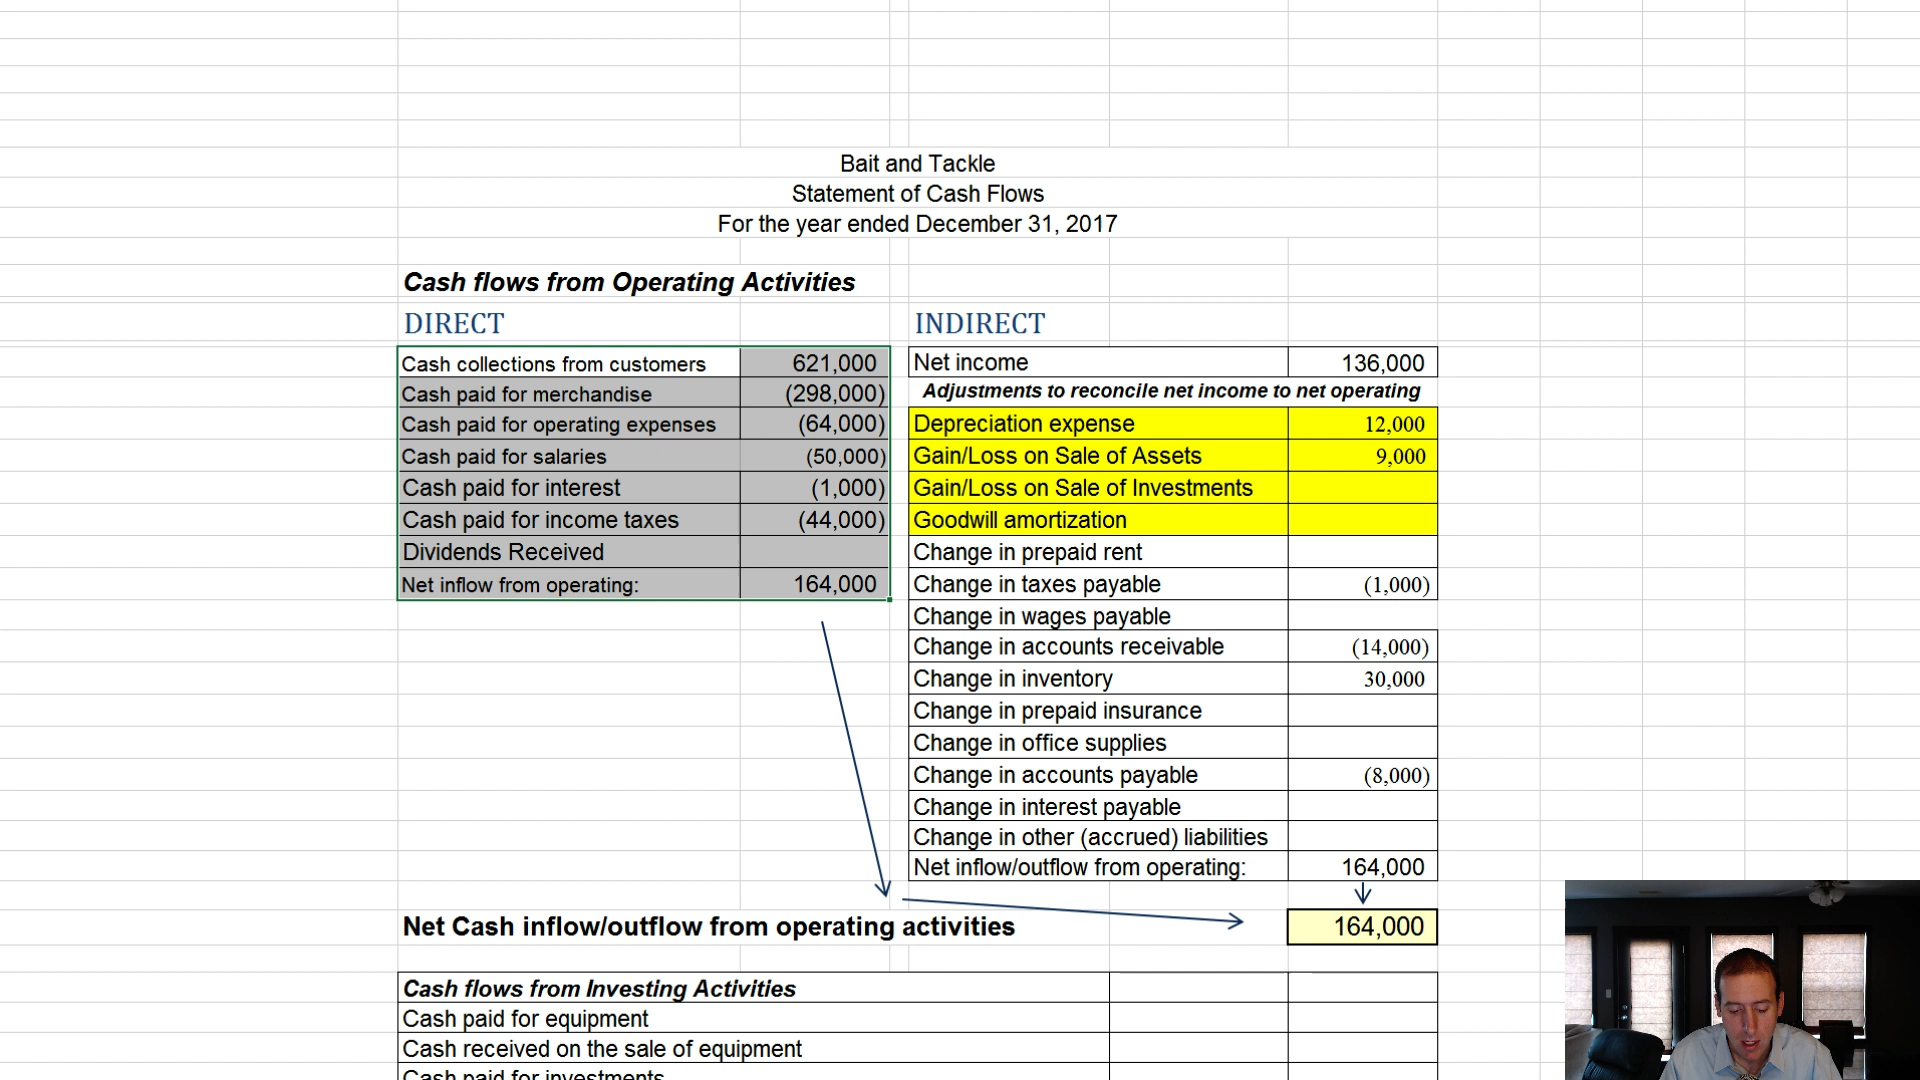 Bait and Tackle
Statement of Cash Flows
For the year ended December 31, 2017
Cash flows from Operating Activities
DIRECT
Cash collections from customers 621,000
Cash paid for merchandise (298,000)
Cash paid for operating expenses (64,000)
Cash paid for salaries (50,000)
Cash paid for interest (1,000)
Cash paid for income taxes (44,000)
Dividends Received
Net inflow from operating: 164,000
INDIRECT
Net income 136,000
Adjustments to reconcile net income to net operating
Depreciation expense 12,000
Gain/Loss on Sale of Assets 9,000
Gain/Loss on Sale of Investments
Goodwill amortization
Change in prepaid rent
Change in taxes payable (1,000)
Change in wages payable
Change in accounts receivable (14,000)
Change in inventory 30,000
Change in prepaid insurance
Change in office supplies
Change in accounts payable (8,000)
Change in interest payable
Change in other (accrued) liabilities
Net inflow/outflow from operating: 164,000
Net Cash inflow/outflow from operating activities 164,000
Cash flows from Investing Activities
Cash paid for equipment
Cash received on the sale of equipment
Cash paid for investments